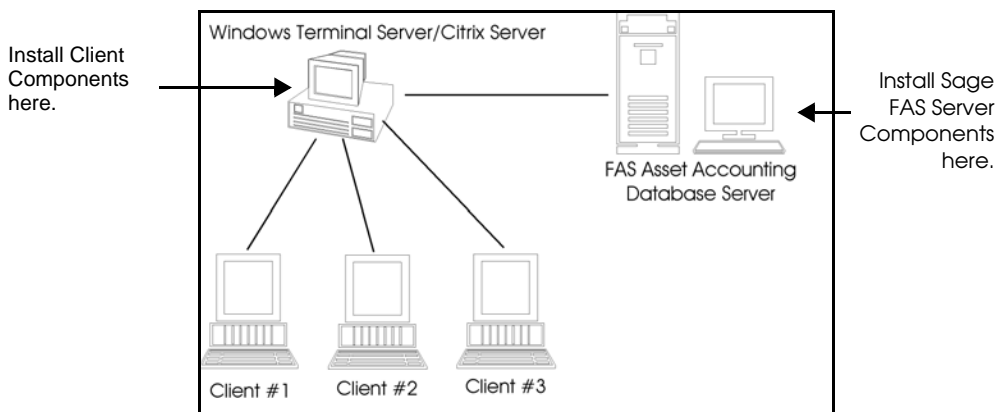 Windows Terminal Server/Citrix Server
Install Client
Components
here.
Install Sage
FAS Server
Components
here.
FAS Asset Accounting
Database Server
Client #1
Client #2
Client #3